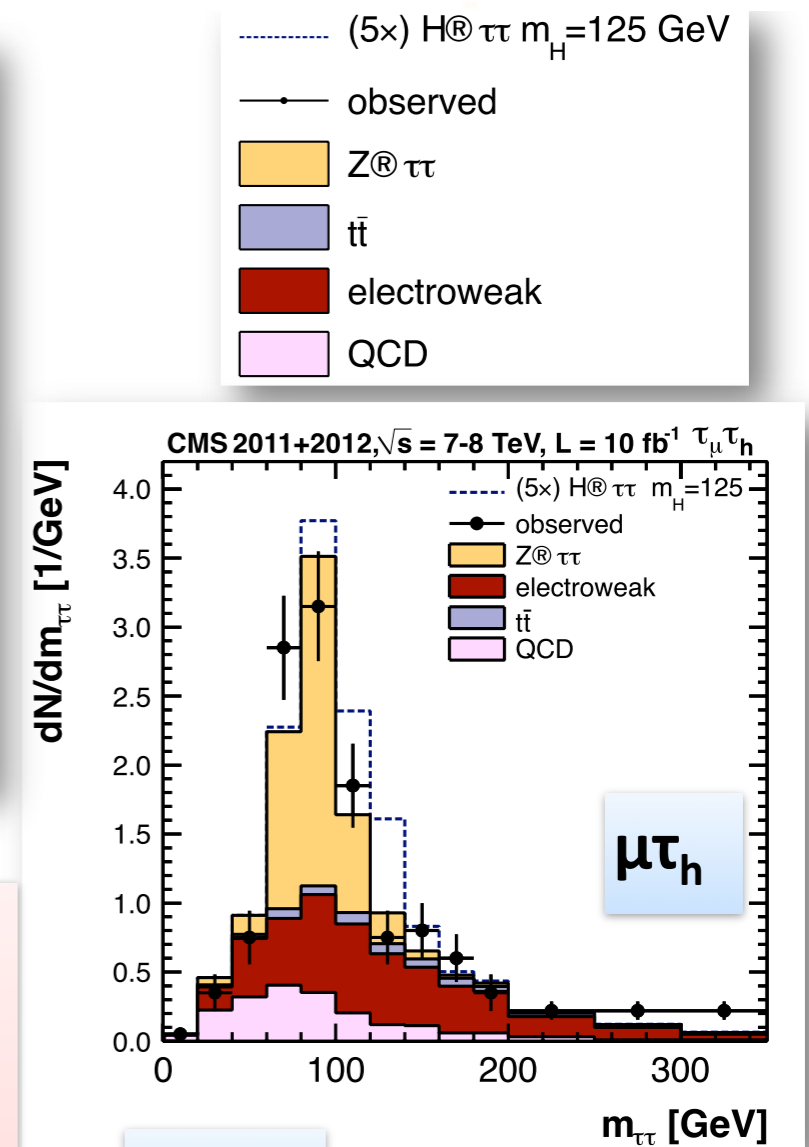 (5×) H® ττ m_H=125 GeV
observed
Z® ττ
tt̄
electroweak
QCD
CMS 2011+2012,√s = 7-8 TeV, L = 10 fb⁻¹ τ_μτ_h
dN/dm_ττ [1/GeV]
(5×) H® ττ m_H=125
observed
Z® ττ
electroweak
tt̄
QCD
4.0
3.5
3.0
2.5
2.0
1.5
1.0
0.5
0.0
μτ_h
0 100 200 300
m_ττ [GeV]